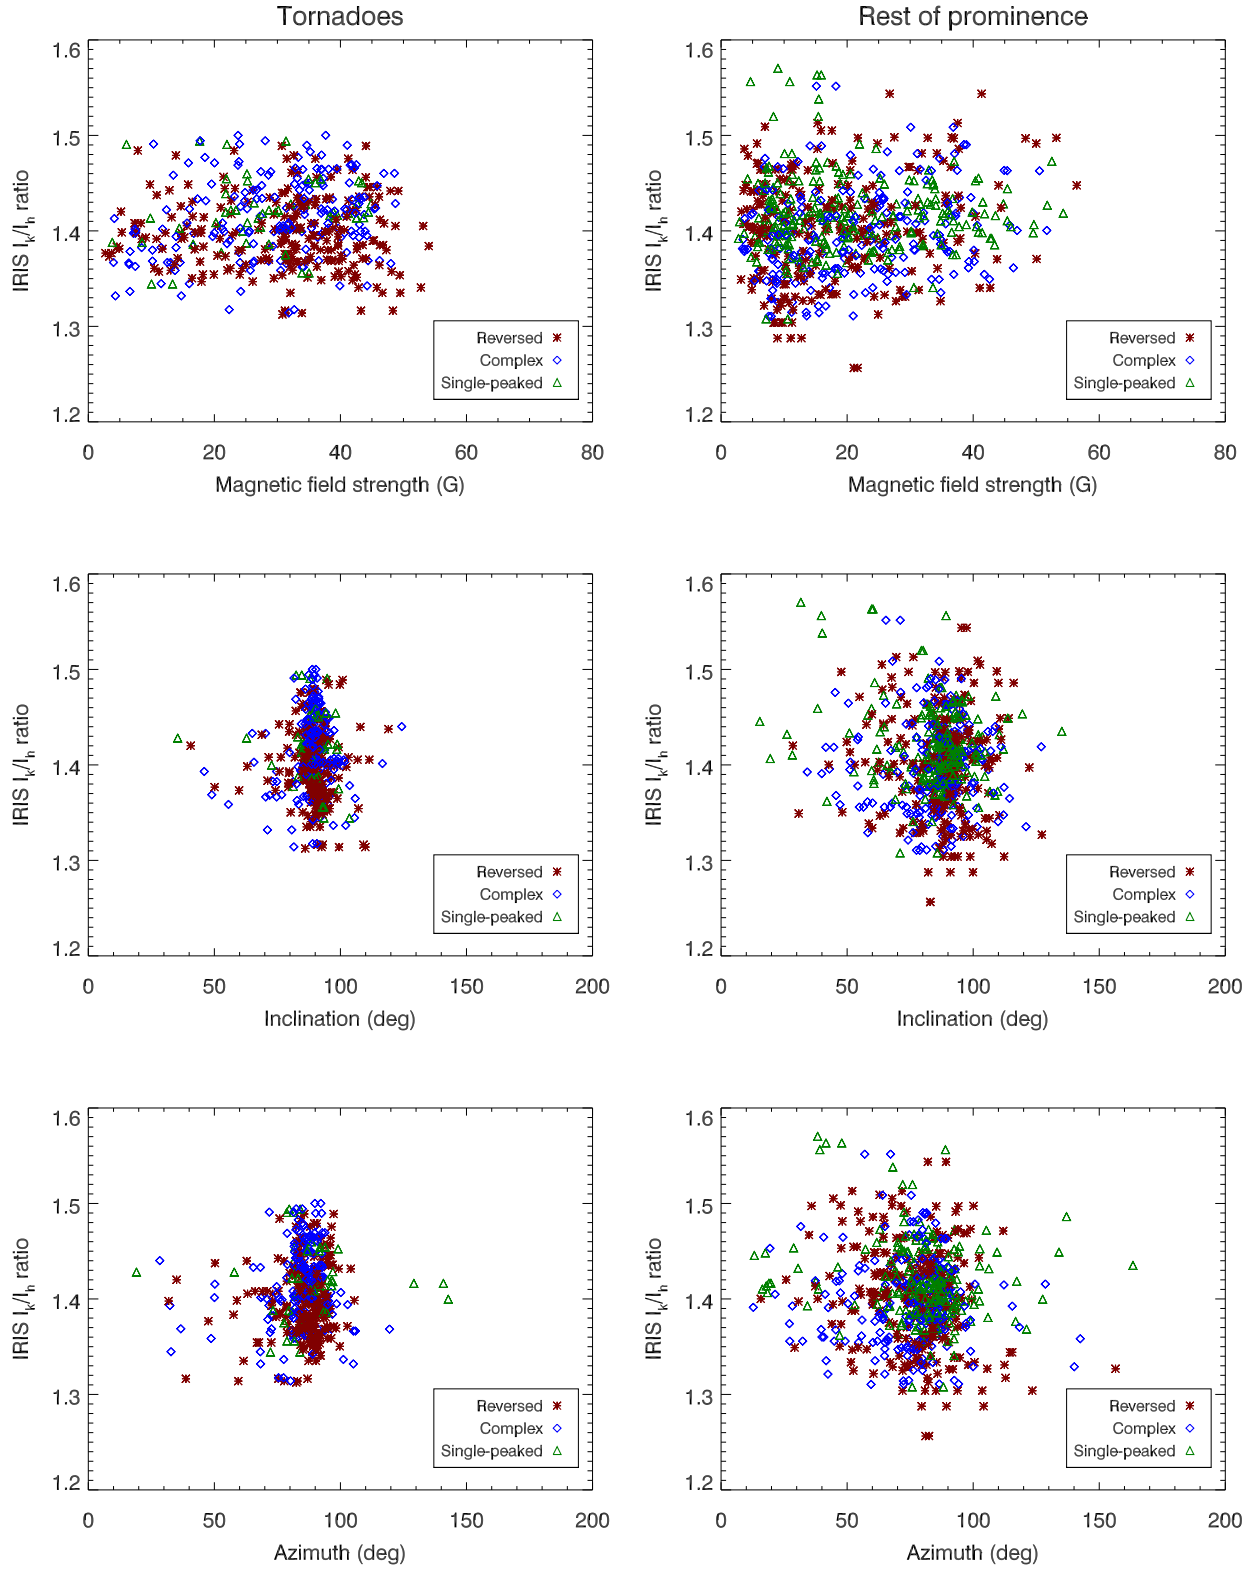 Tornadoes
Rest of prominence
1.6
1.5
1.4
1.3
1.2
IRIS Ik/Ih ratio
Reversed
Complex
Single-peaked
0 20 40 60 80
Magnetic field strength (G)
1.6
1.5
1.4
1.3
1.2
IRIS Ik/Ih ratio
Reversed
Complex
Single-peaked
0 20 40 60 80
Magnetic field strength (G)
1.6
1.5
1.4
1.3
1.2
IRIS Ik/Ih ratio
Reversed
Complex
Single-peaked
0 50 100 150 200
Inclination (deg)
1.6
1.5
1.4
1.3
1.2
IRIS Ik/Ih ratio
Reversed
Complex
Single-peaked
0 50 100 150 200
Inclination (deg)
1.6
1.5
1.4
1.3
1.2
IRIS Ik/Ih ratio
Reversed
Complex
Single-peaked
0 50 100 150 200
Azimuth (deg)
1.6
1.5
1.4
1.3
1.2
IRIS Ik/Ih ratio
Reversed
Complex
Single-peaked
0 50 100 150 200
Azimuth (deg)